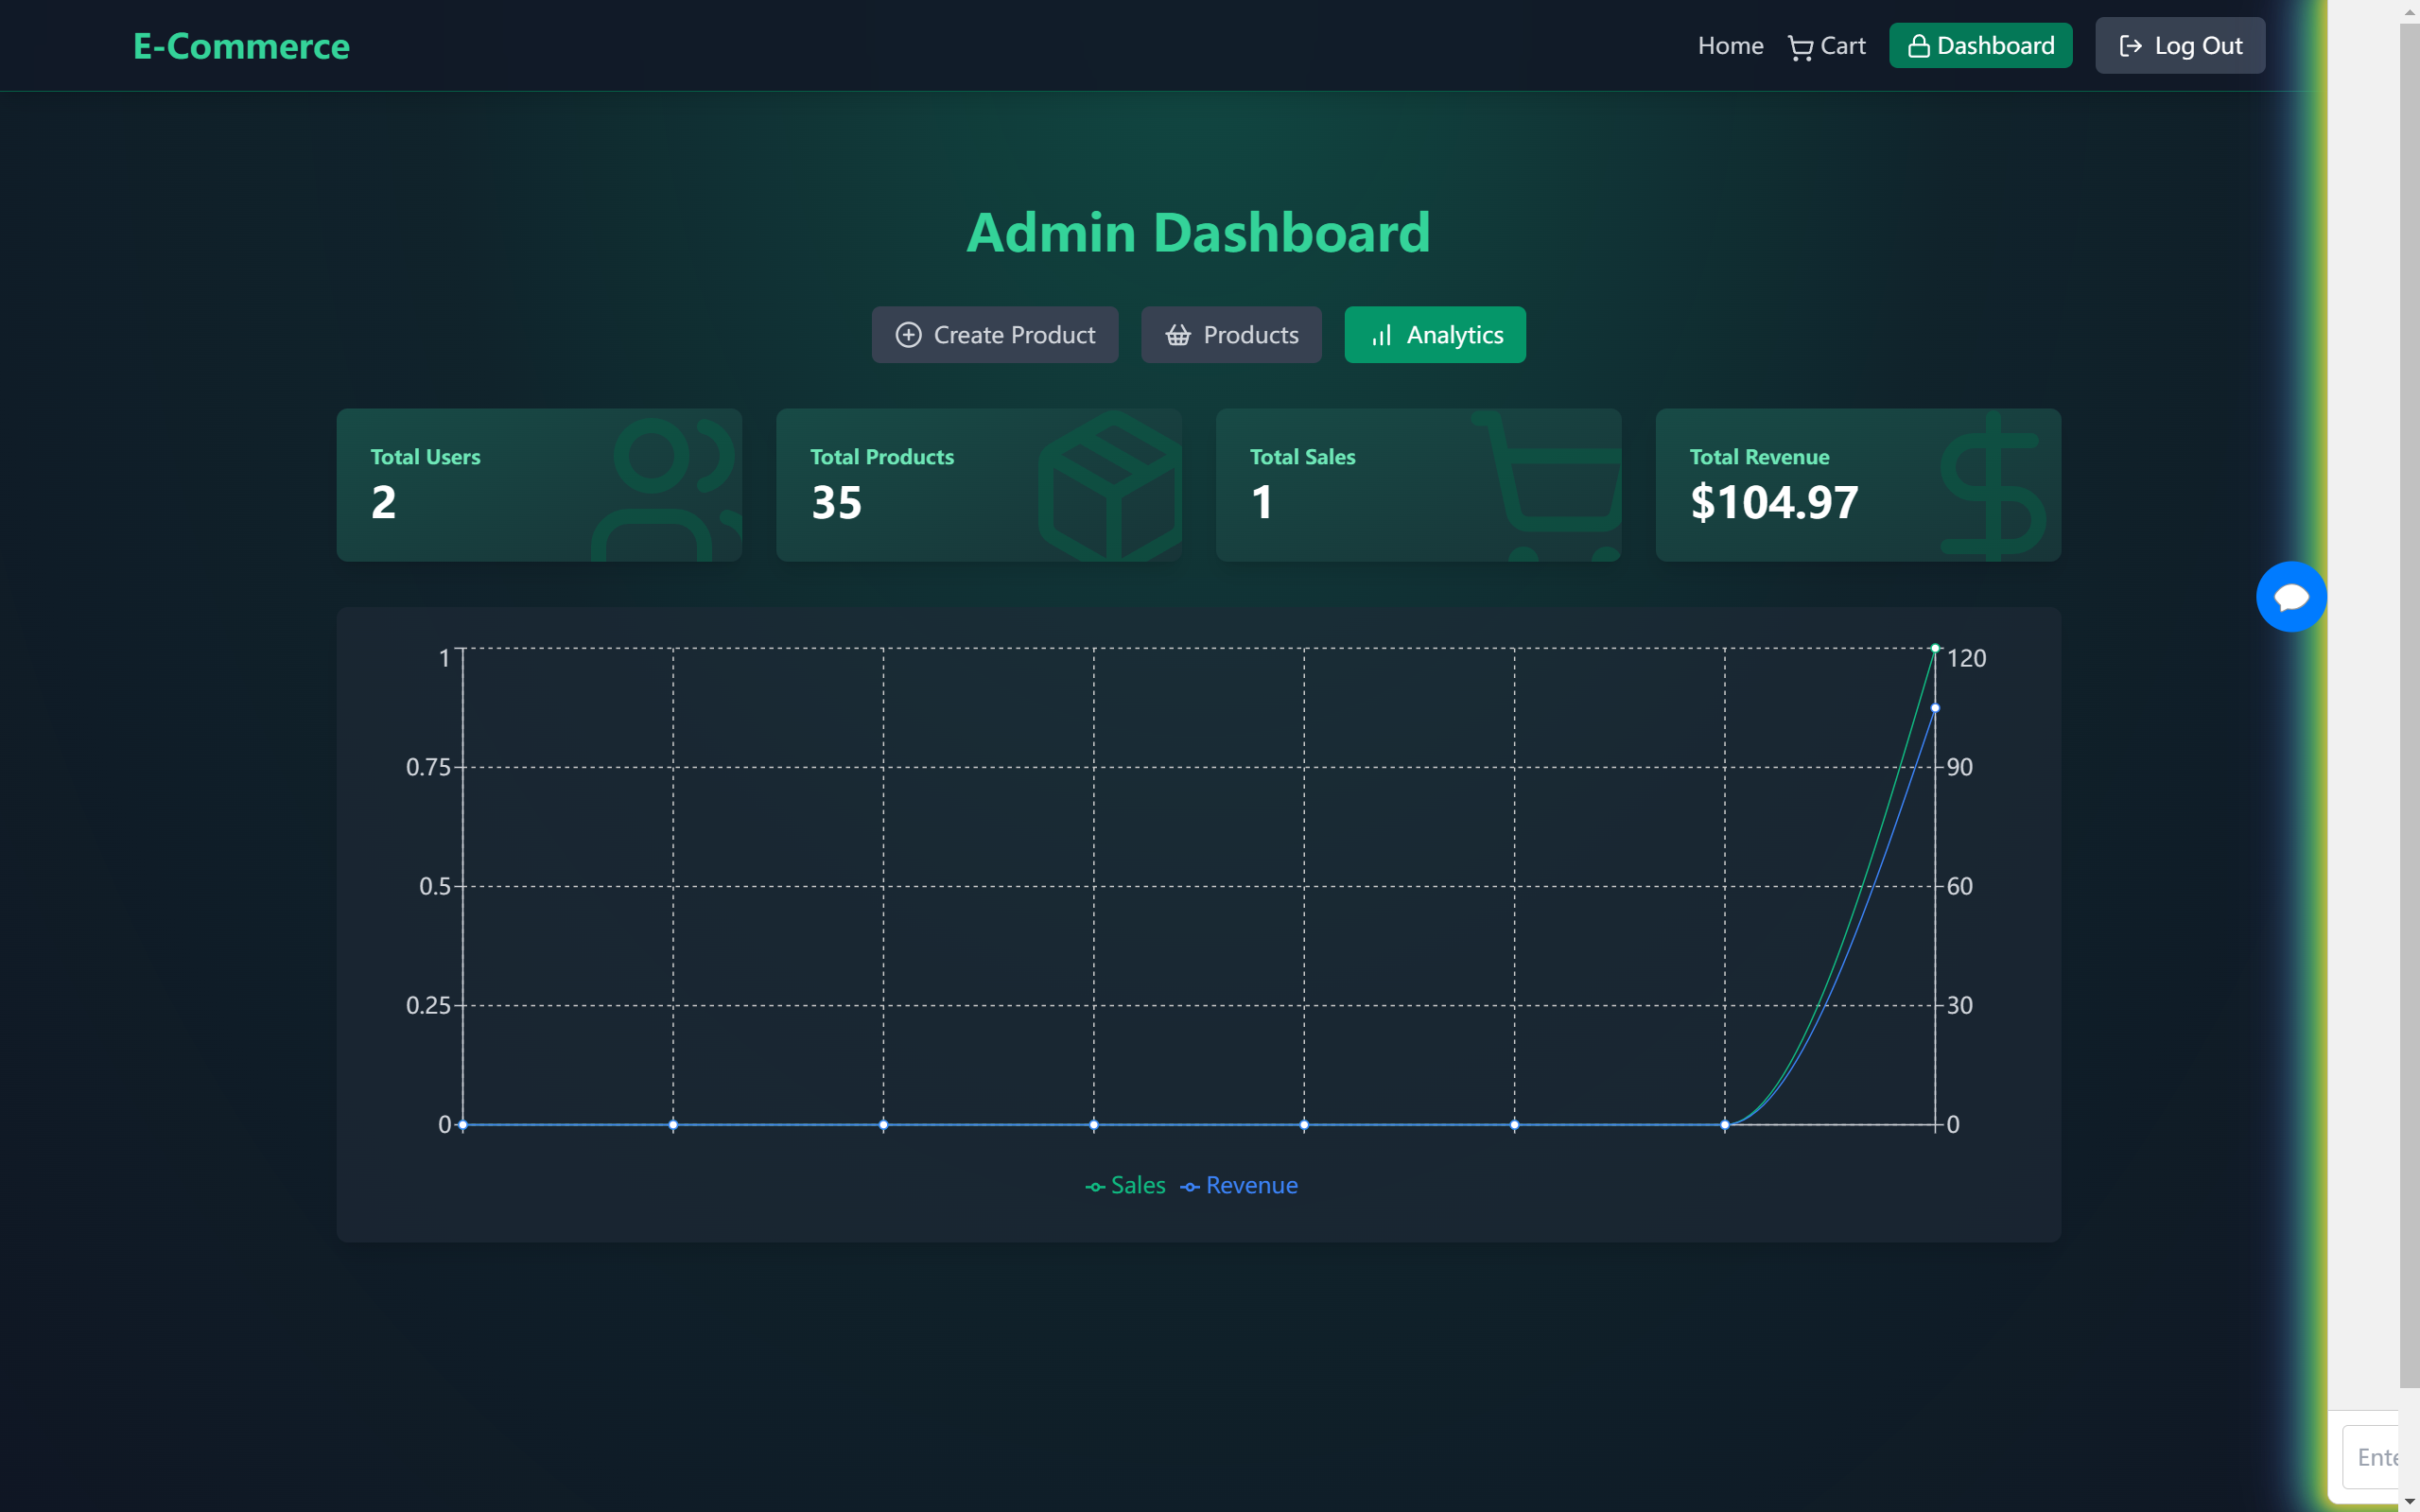 E-Commerce
Home Cart Dashboard Log Out
Admin Dashboard
Create Product Products Analytics
Total Users
2
Total Products
35
Total Sales
1
Total Revenue
$104.97
1 120
0.75 90
0.5 60
0.25 30
0 0
Sales Revenue
Ente